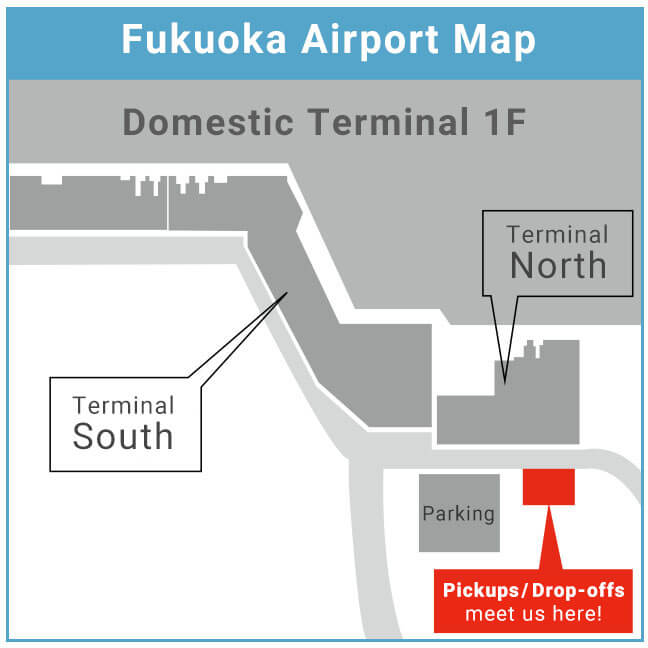 Fukuoka Airport Map
Domestic Terminal 1F
Terminal
North
Terminal
South
Parking
Pickups/Drop-offs
meet us here!